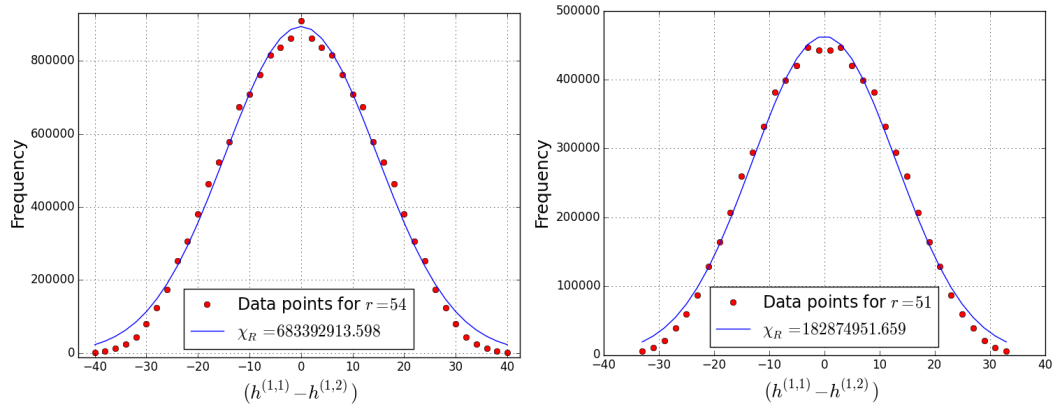 800000
600000
400000
200000
0
Frequency
−40 −30 −20 −10 0 10 20 30 40
(h^(1,1) − h^(1,2))
Data points for r = 54
χ_R = 683392913.598
500000
400000
300000
200000
100000
0
Frequency
−40 −30 −20 −10 0 10 20 30 40
(h^(1,1) − h^(1,2))
Data points for r = 51
χ_R = 182874951.659